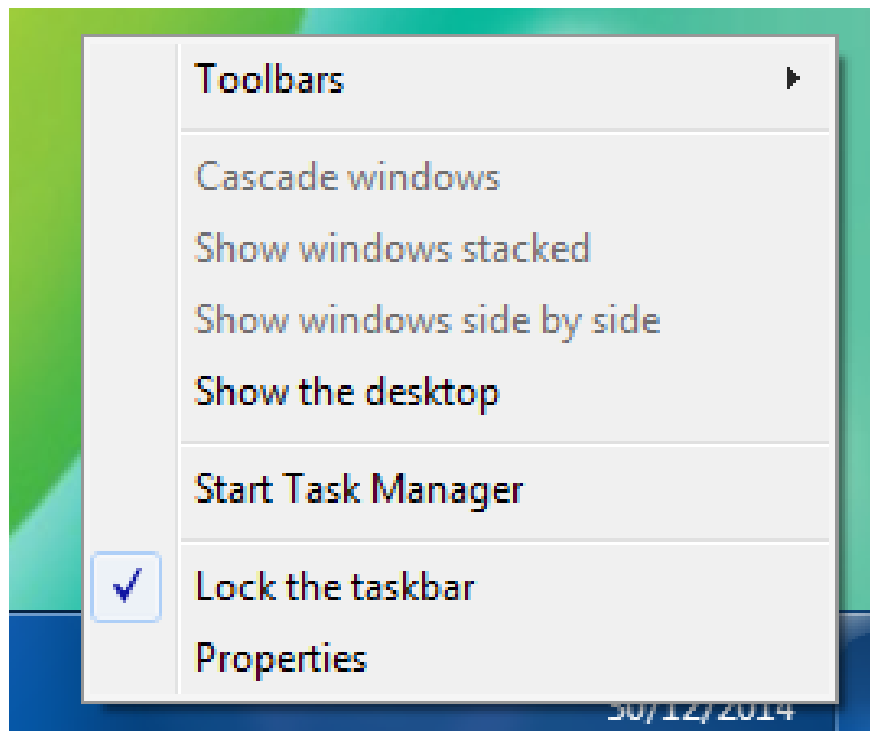 Toolbars
Cascade windows
Show windows stacked
Show windows side by side
Show the desktop
Start Task Manager
Lock the taskbar
Properties
30/12/2014